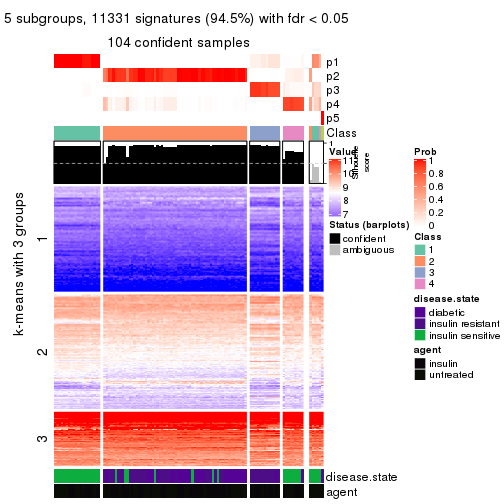 5 subgroups, 11331 signatures (94.5%) with fdr < 0.05
104 confident samples
p1
p2
p3
p4
p5
Class
1
Silhouette
score
k-means with 3 groups
1
2
3
disease.state
agent
Value
11
10
9
8
7
Status (barplots)
confident
ambiguous
Prob
1
0.8
0.6
0.4
0.2
0
Class
1
2
3
4
disease.state
diabetic
insulin resistant
insulin sensitive
agent
insulin
untreated